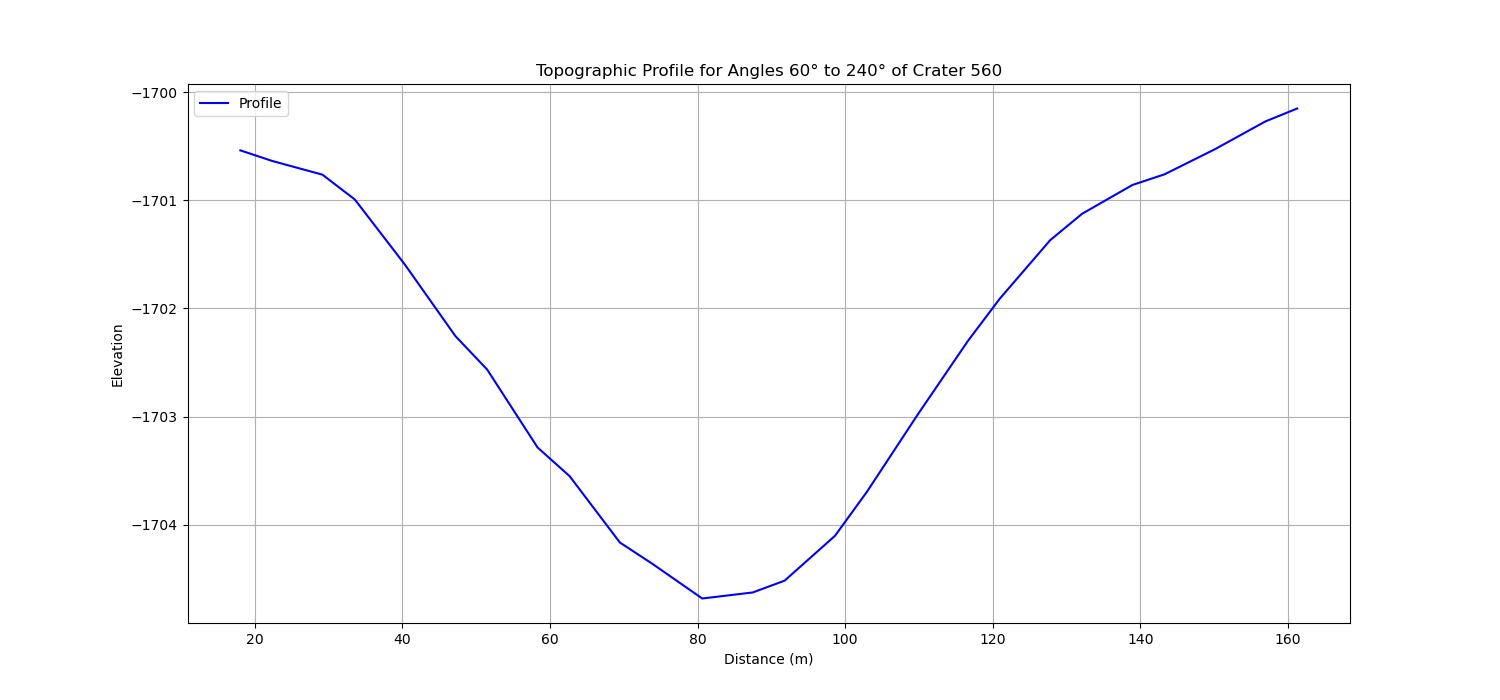 Topographic Profile for Angles 60° to 240° of Crater 560
Profile
−1700
−1701
−1702
−1703
−1704
Elevation
20 40 60 80 100 120 140 160
Distance (m)